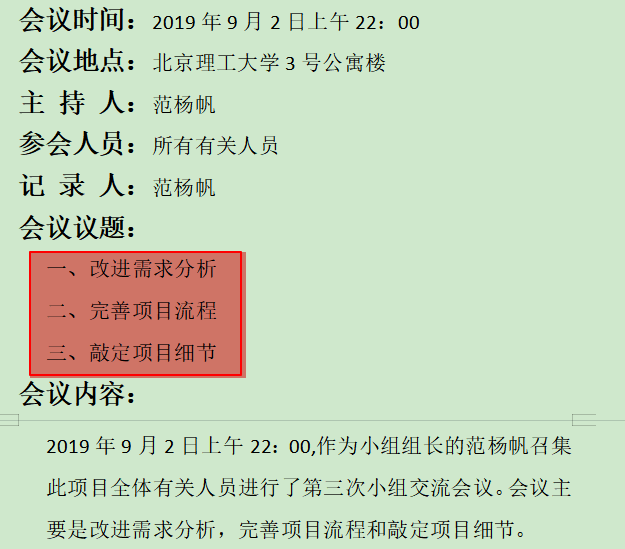 会议时间：2019 年 9 月 2 日上午 22：00
会议地点：北京理工大学 3 号公寓楼
主 持 人：范杨帆
参会人员：所有有关人员
记 录 人：范杨帆
会议议题：
一、改进需求分析
二、完善项目流程
三、敲定项目细节
会议内容：
2019 年 9 月 2 日上午 22：00,作为小组组长的范杨帆召集
此项目全体有关人员进行了第三次小组交流会议。会议主
要是改进需求分析，完善项目流程和敲定项目细节。